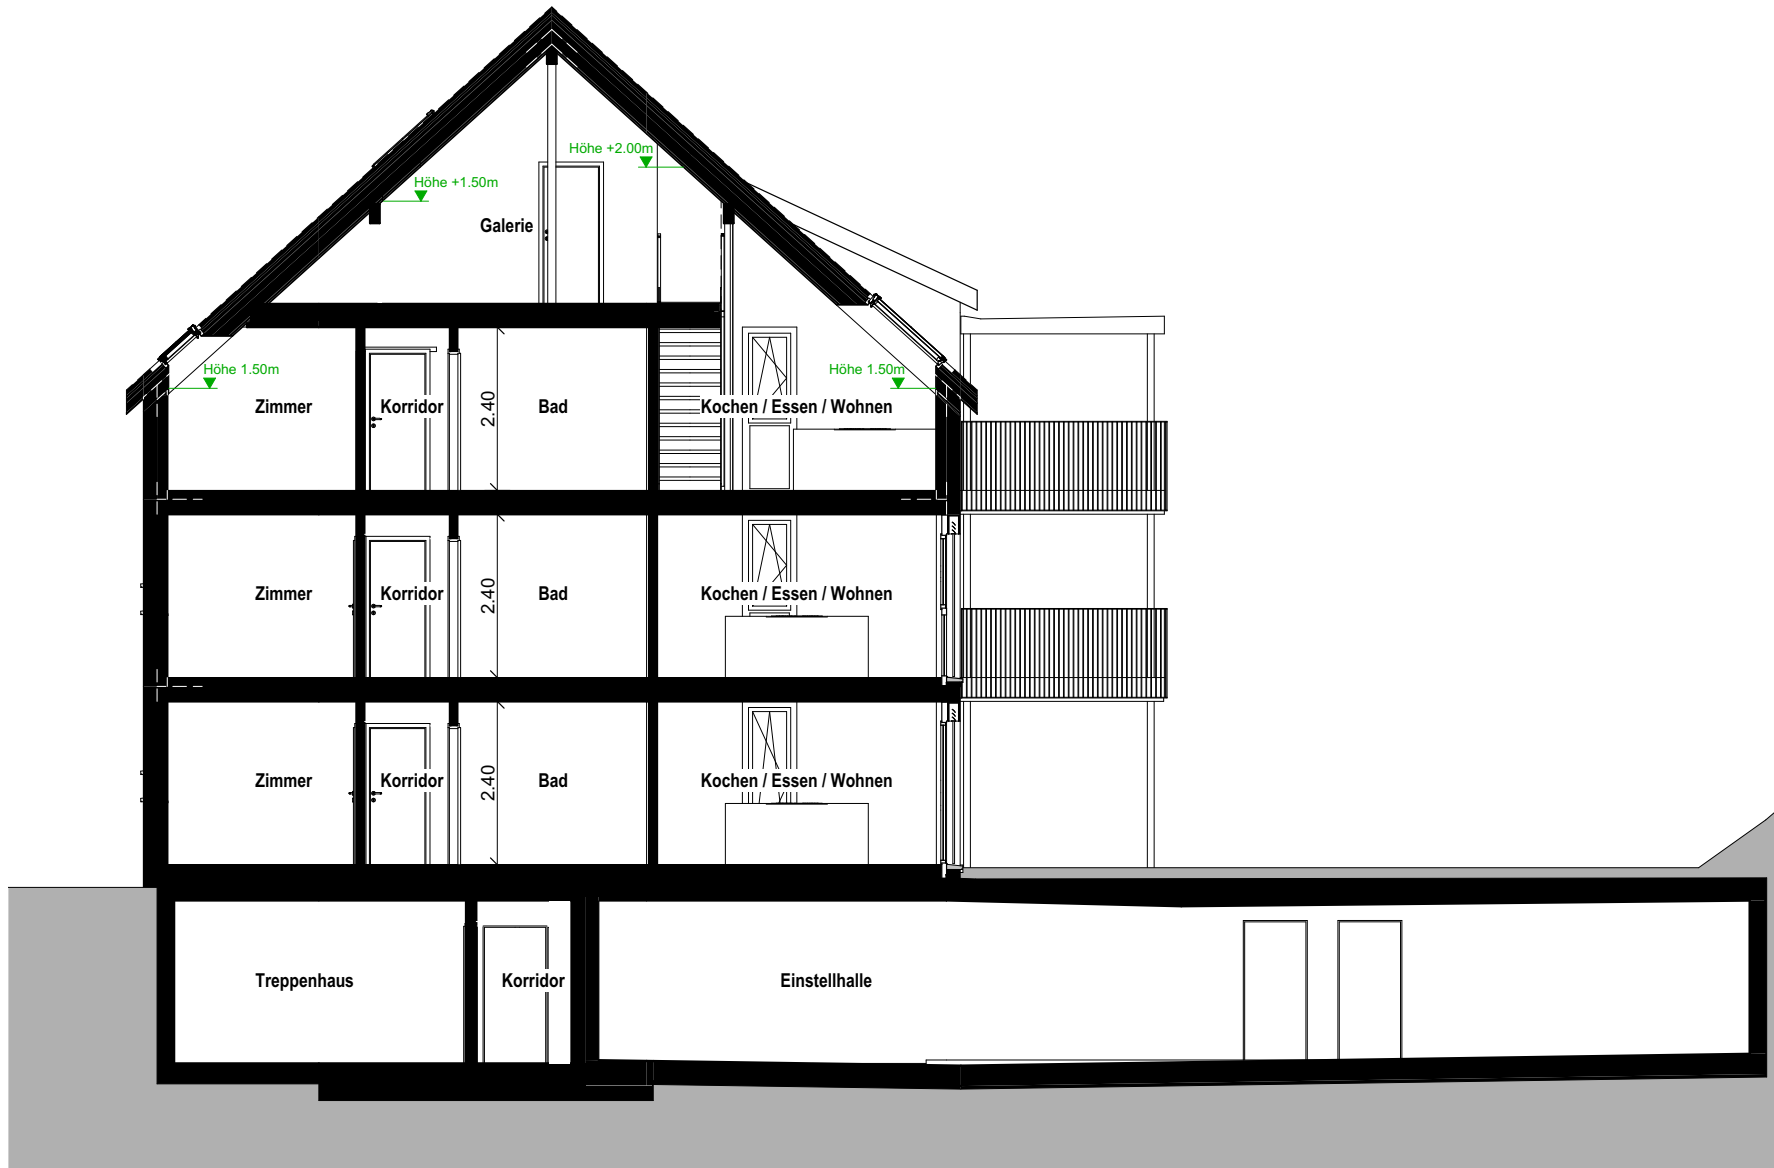 Höhe +2.00m
Höhe +1.50m
Galerie
Höhe 1.50m
Höhe 1.50m
Zimmer
Korridor
2.40
Bad
Kochen / Essen / Wohnen
Zimmer
Korridor
2.40
Bad
Kochen / Essen / Wohnen
Zimmer
Korridor
2.40
Bad
Kochen / Essen / Wohnen
Treppenhaus
Korridor
Einstellhalle